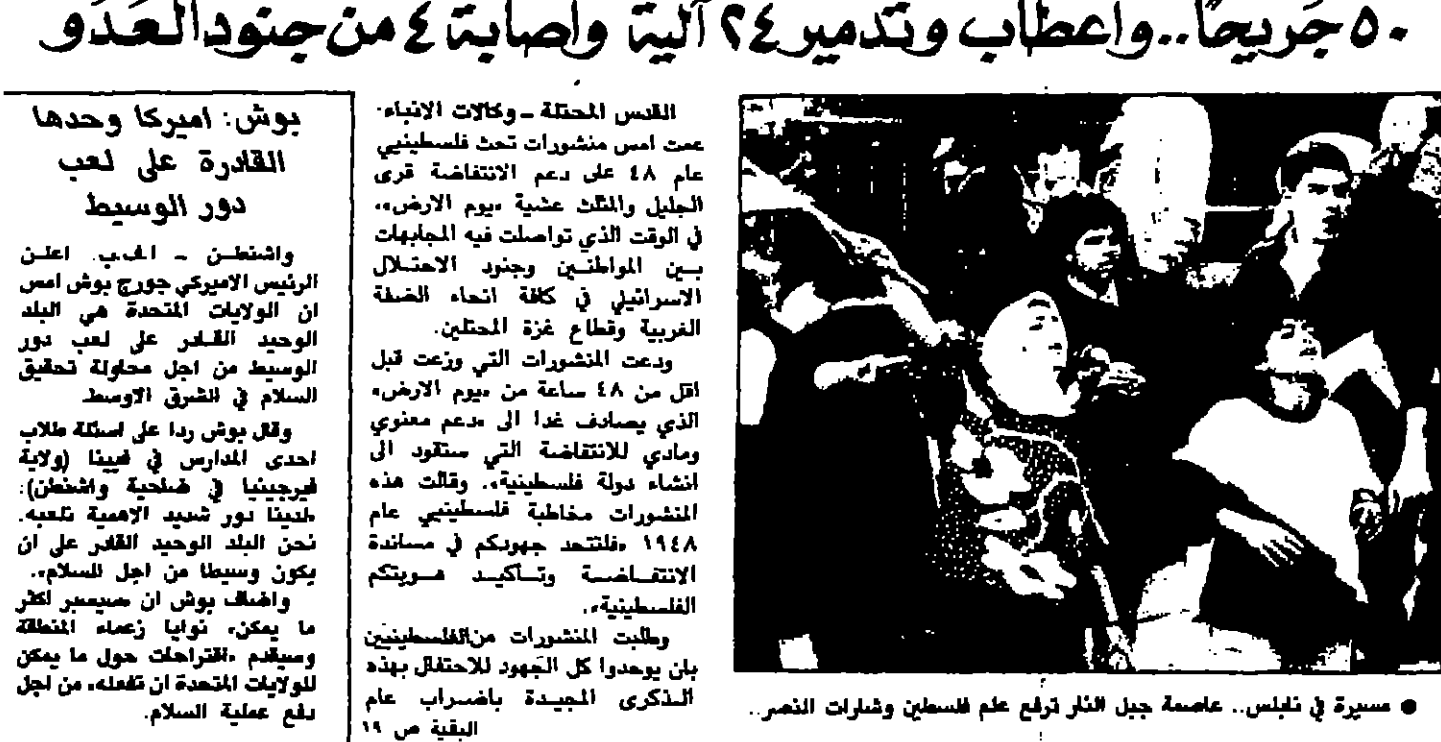 ٥٠ جَريحًا..واعطاب وتدمير ٢٤ آلية واصابة ٤ من جنود العدو
القدس المحتلة ـ وكالات الانباء ـ
عمت امس منشورات تحث فلسطينيي
عام ٤٨ على دعم الانتفاضة قرى
الجليل والمثلث عشية «يوم الارض»،
في الوقت الذي تواصلت فيه المجابهات
بين المواطنين وجنود الاحتلال
الاسرائيلي في كافة انحاء الضفة
الغربية وقطاع غزة المحتلين.
ودعت المنشورات التي وزعت قبل
اقل من ٤٨ ساعة من «يوم الارض»
الذي يصادف غدا الى «دعم معنوي
ومادي للانتفاضة التي ستقود الى
انشاء دولة فلسطينية». وقالت هذه
المنشورات مخاطبة فلسطينيي عام
١٩٤٨ «فلتتحد جهودكم في مساندة
الانتفاضة وتأكيد هويتكم
الفلسطينية».
وطلبت المنشورات من الفلسطينيين
بان يوحدوا كل الجهود للاحتفال بهذه
الذكرى المجيدة باضراب عام
البقية ص ١٩
بوش: اميركا وحدها
القادرة على لعب
دور الوسيط
واشنطن ـ ا.ف.ب. اعلن
الرئيس الاميركي جورج بوش امس
ان الولايات المتحدة هي البلد
الوحيد القادر على لعب دور
الوسيط من اجل محاولة تحقيق
السلام في الشرق الاوسط.
وقال بوش ردا على اسئلة طلاب
احدى المدارس في فيينا (ولاية
فيرجينيا في ضاحية واشنطن):
«لدينا دور شديد الاهمية نلعبه.
نحن البلد الوحيد القادر على ان
يكون وسيطا من اجل السلام».
واضاف بوش ان «سيسبر اكثر
ما يمكن» نوايا زعماء المنطقة
وسيقدم «اقتراحات حول ما يمكن
للولايات المتحدة ان تفعله» من اجل
دفع عملية السلام.
● مسيرة في نابلس.. عاصمة جبل النار ترفع علم فلسطين وشارات النصر..